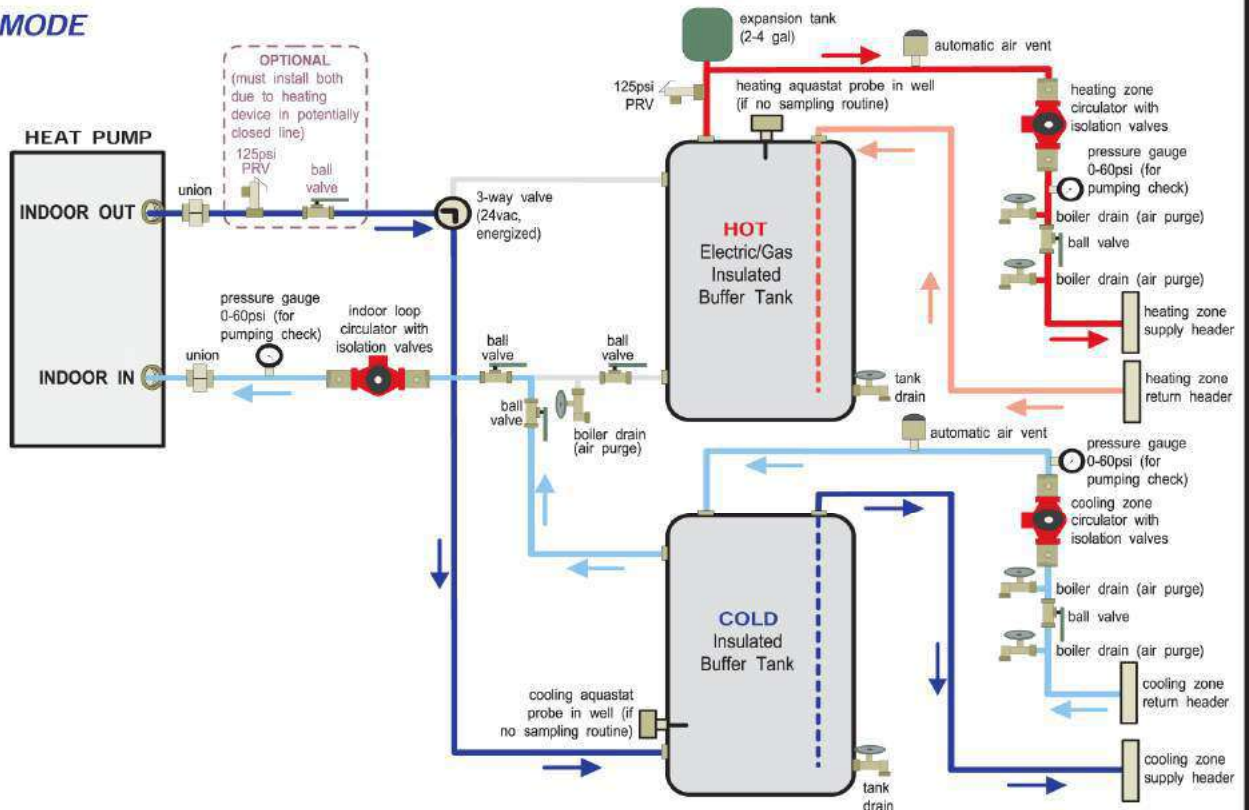 MODE
OPTIONAL
(must install both
due to heating
device in potentially
closed line)
125psi
PRV
ball
valve
HEAT PUMP
union
INDOOR OUT
3-way valve
(24vac,
energized)
pressure gauge
0-60psi (for
pumping check)
indoor loop
circulator with
isolation valves
union
INDOOR IN
ball
valve
ball
valve
ball
valve
boiler drain
(air purge)
expansion tank
(2-4 gal)
automatic air vent
125psi
PRV
heating aquastat probe in well
(if no sampling routine)
heating zone
circulator with
isolation valves
pressure gauge
0-60psi (for
pumping check)
boiler drain (air purge)
ball valve
boiler drain (air purge)
HOT
Electric/Gas
Insulated
Buffer Tank
heating zone
supply header
tank
drain
heating zone
return header
automatic air vent
pressure gauge
0-60psi (for
pumping check)
cooling zone
circulator with
isolation valves
boiler drain (air purge)
ball valve
boiler drain (air purge)
COLD
Insulated
Buffer Tank
cooling aquastat
probe in well (if
no sampling routine)
cooling zone
return header
tank
drain
cooling zone
supply header